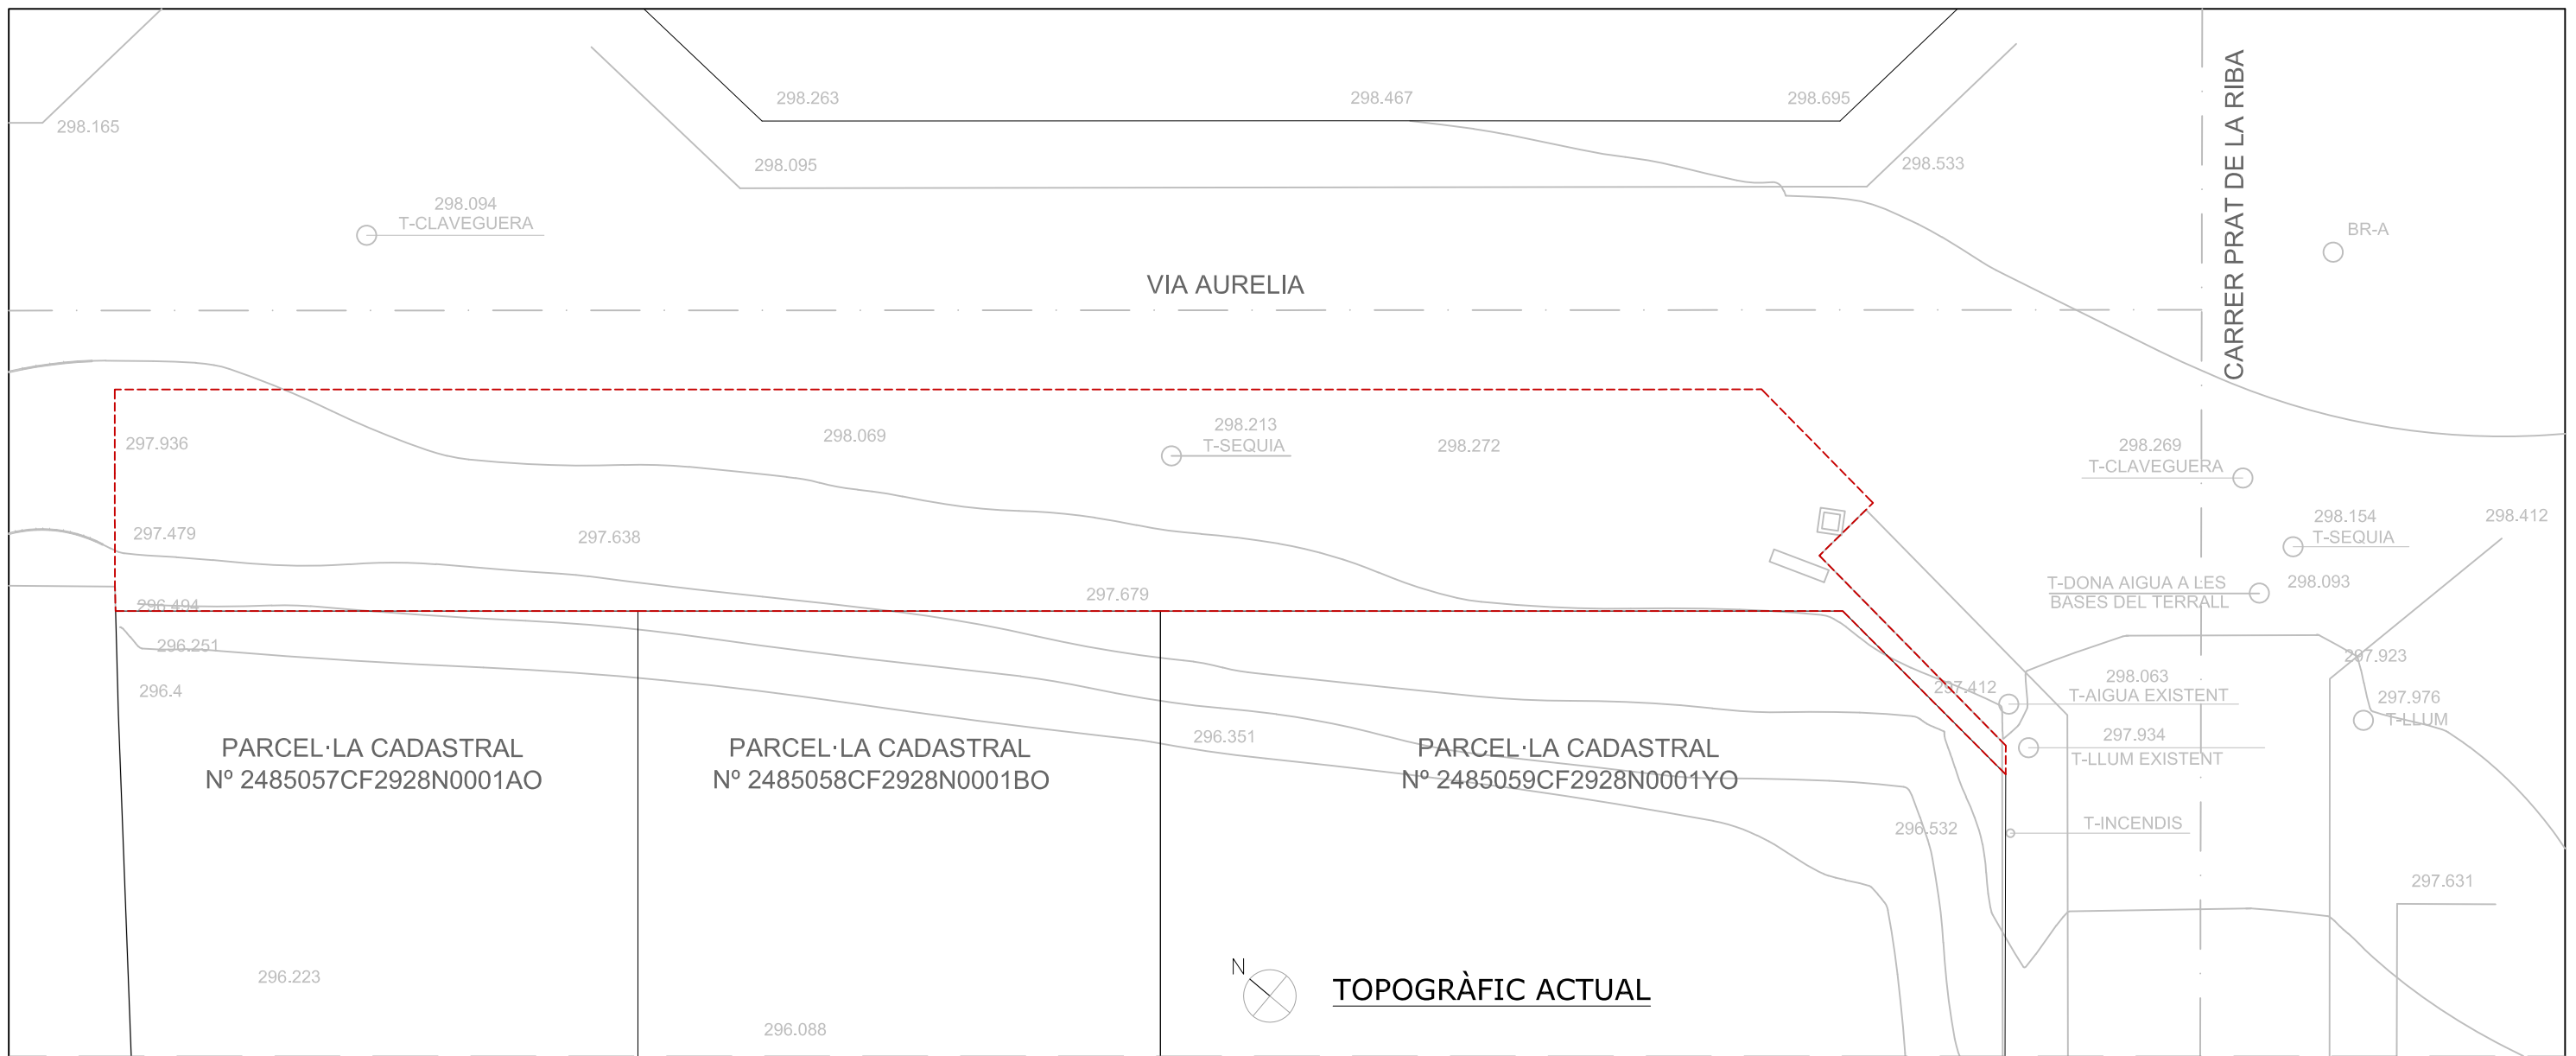 298.263
298.467
298.695
298.165
298.095
298.533
CARRER PRAT DE LA RIBA
298.094
T-CLAVEGUERA
BR-A
VIA AURELIA
297.936
298.069
298.213
T-SEQUIA
298.272
298.269
T-CLAVEGUERA
297.479
297.638
298.154
T-SEQUIA
298.412
T-DONA AIGUA A LES
BASES DEL TERRALL
298.093
296.494
297.679
296.251
297.923
296.4
297.412
298.063
T-AIGUA EXISTENT
297.976
T-LLUM
296.351
297.934
T-LLUM EXISTENT
PARCEL·LA CADASTRAL
Nº 2485057CF2928N0001AO
PARCEL·LA CADASTRAL
Nº 2485058CF2928N0001BO
PARCEL·LA CADASTRAL
Nº 2485059CF2928N0001YO
296.532
T-INCENDIS
297.631
296.223
N
TOPOGRÀFIC ACTUAL
296.088